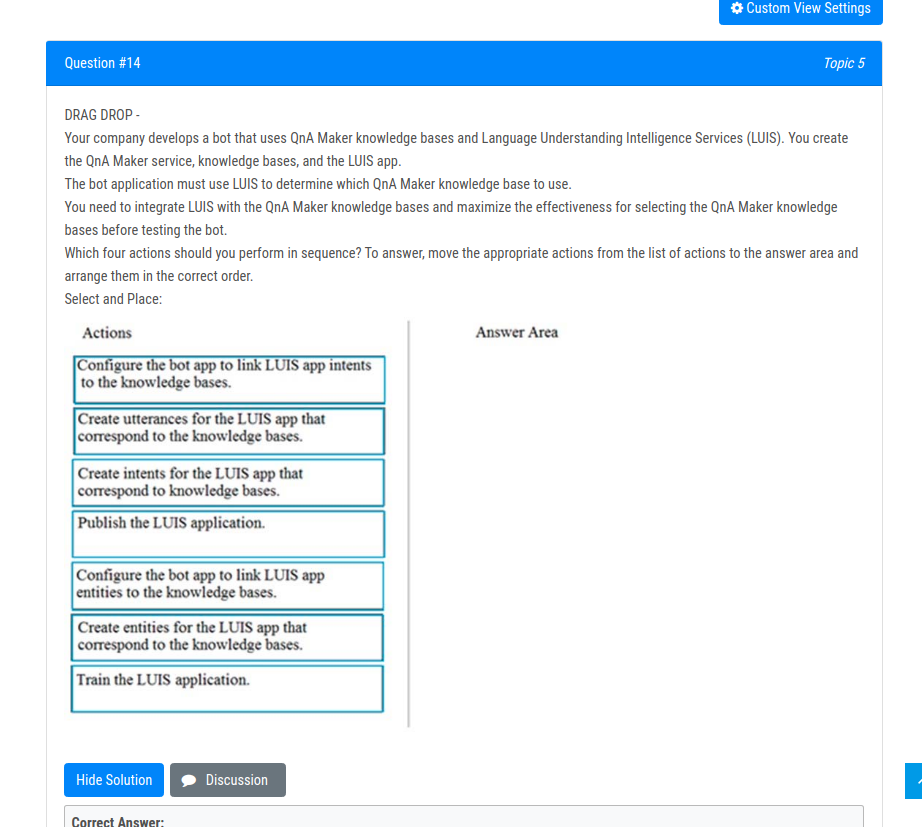 Custom View Settings
Question #14
Topic 5
DRAG DROP -
Your company develops a bot that uses QnA Maker knowledge bases and Language Understanding Intelligence Services (LUIS). You create
the QnA Maker service, knowledge bases, and the LUIS app.
The bot application must use LUIS to determine which QnA Maker knowledge base to use.
You need to integrate LUIS with the QnA Maker knowledge bases and maximize the effectiveness for selecting the QnA Maker knowledge
bases before testing the bot.
Which four actions should you perform in sequence? To answer, move the appropriate actions from the list of actions to the answer area and
arrange them in the correct order.
Select and Place:
Actions
Answer Area
Configure the bot app to link LUIS app intents
to the knowledge bases.
Create utterances for the LUIS app that
correspond to the knowledge bases.
Create intents for the LUIS app that
correspond to knowledge bases.
Publish the LUIS application.
Configure the bot app to link LUIS app
entities to the knowledge bases.
Create entities for the LUIS app that
correspond to the knowledge bases.
Train the LUIS application.
Hide Solution
Discussion
Correct Answer: